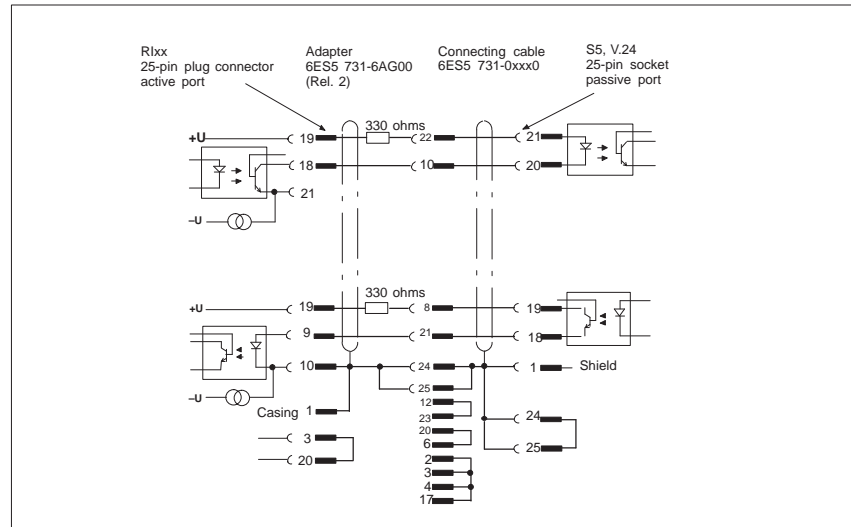 RIxx
25-pin plug connector
active port
Adapter
6ES5 731-6AG00
(Rel. 2)
Connecting cable
6ES5 731-0xxx0
S5, V.24
25-pin socket
passive port
+U 19 330 ohms 22 21
18 10 20
21
–U
+U 19 330 ohms 8 19
9 21 18
10 24 1 Shield
–U
25
Casing 1
12
23
24
3
20
6
25
20
2
3
4
17